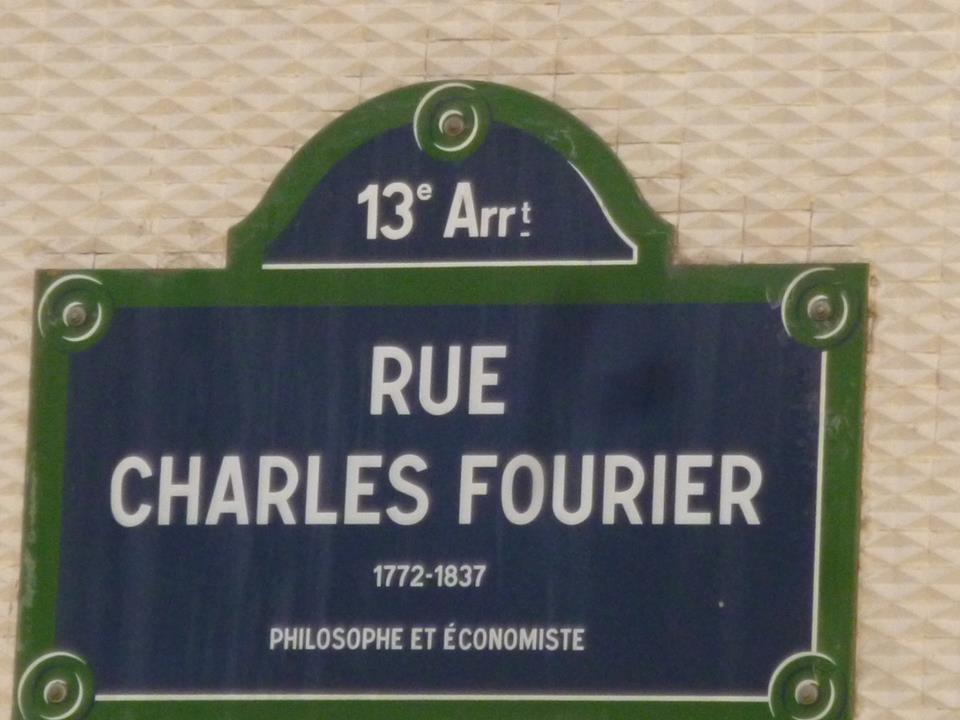 13e Arrt
RUE
CHARLES FOURIER
1772-1837
PHILOSOPHE ET ÉCONOMISTE